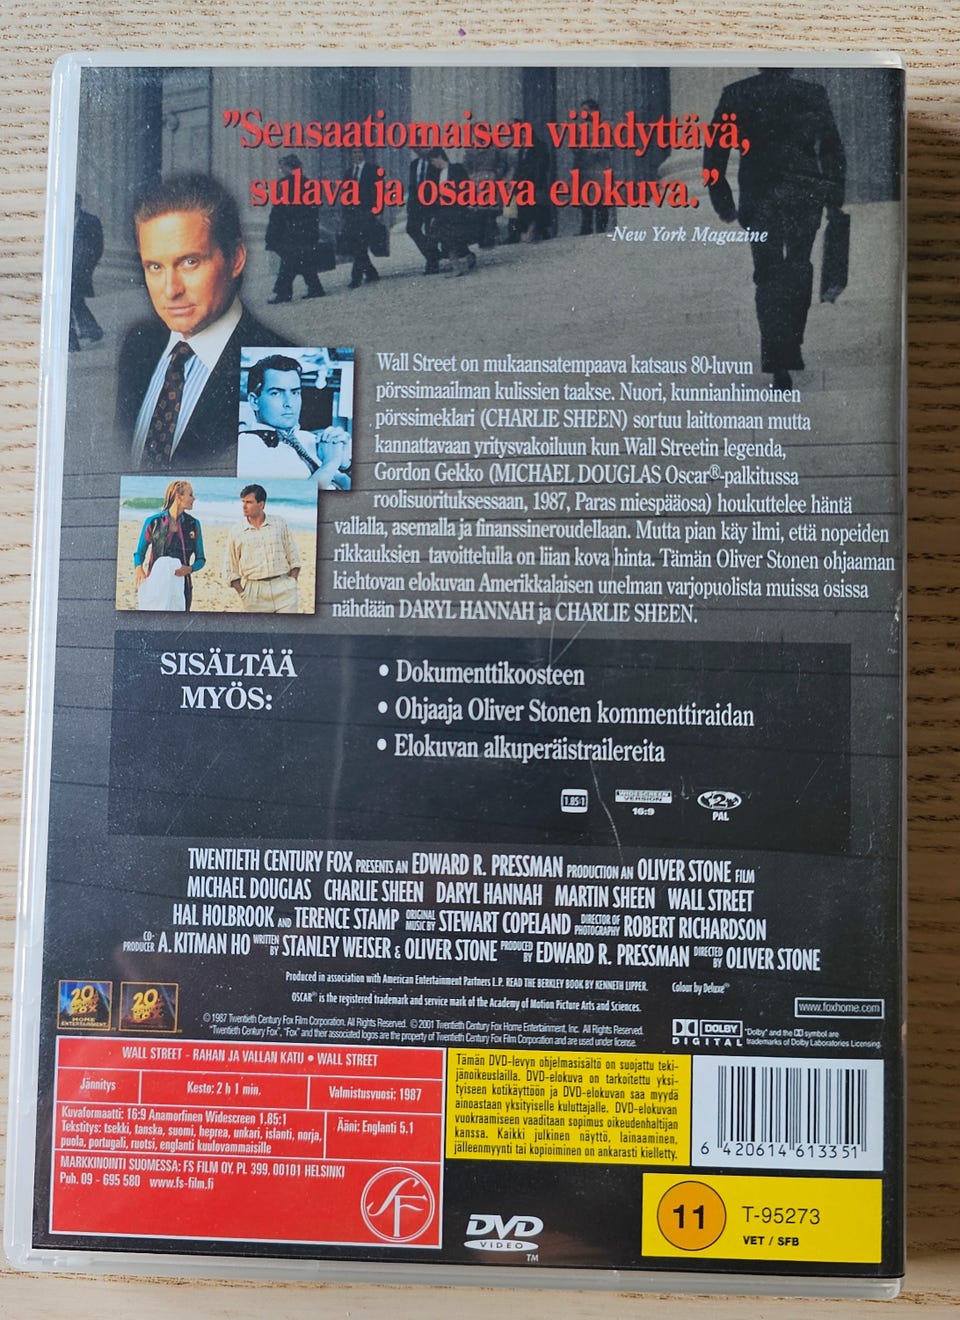 "Sensaatiomaisen viihdyttävä,
sulava ja osaava elokuva."
-New York Magazine
Wall Street on mukaansatempaava katsaus 80-luvun
pörssimaailman kulissien taakse. Nuori, kunnianhimoinen
pörssimeklari (CHARLIE SHEEN) sortuu laittomaan mutta
kannattavaan yritysvakoiluun kun Wall Streetin legenda,
Gordon Gekko (MICHAEL DOUGLAS Oscar®-palkitussa
roolisuorituksessaan, 1987, Paras miespääosa) houkuttelee häntä
vallalla, asemalla ja finanssineroudellaan. Mutta pian käy ilmi, että nopeiden
rikkauksien tavoittelulla on liian kova hinta. Tämän Oliver Stonen ohjaaman
kiehtovan elokuvan Amerikkalaisen unelman varjopuolista muissa osissa
nähdään DARYL HANNAH ja CHARLIE SHEEN.
SISÄLTÄÄ
MYÖS:
• Dokumenttikoosteen
• Ohjaaja Oliver Stonen kommenttiraidan
• Elokuvan alkuperäistrailereita
1.85:1
WIDESCREEN
VERSION
16:9
2
PAL
TWENTIETH CENTURY FOX PRESENTS AN EDWARD R. PRESSMAN PRODUCTION AN OLIVER STONE FILM
MICHAEL DOUGLAS CHARLIE SHEEN DARYL HANNAH MARTIN SHEEN WALL STREET
HAL HOLBROOK AND TERENCE STAMP ORIGINAL MUSIC BY STEWART COPELAND DIRECTOR OF PHOTOGRAPHY ROBERT RICHARDSON
CO-PRODUCER A. KITMAN HO WRITTEN BY STANLEY WEISER & OLIVER STONE PRODUCED BY EDWARD R. PRESSMAN DIRECTED BY OLIVER STONE
Produced in association with American Entertainment Partners L.P. READ THE BERKLEY BOOK BY KENNETH LIPPER. Colour by Deluxe®
OSCAR® is the registered trademark and service mark of the Academy of Motion Picture Arts and Sciences.
www.foxhome.com
20th CENTURY FOX HOME ENTERTAINMENT
20th CENTURY FOX
© 1987 Twentieth Century Fox Film Corporation. All Rights Reserved. © 2001 Twentieth Century Fox Home Entertainment, Inc. All Rights Reserved.
"Twentieth Century Fox", "Fox" and their associated logos are the property of Twentieth Century Fox Film Corporation and are used under license.
DOLBY
DIGITAL
"Dolby" and the DD symbol are
trademarks of Dolby Laboratories Licensing.
WALL STREET - RAHAN JA VALLAN KATU • WALL STREET
Jännitys
Kesto: 2 h 1 min.
Valmistusvuosi: 1987
Kuvaformaatti: 16:9 Anamorfinen Widescreen 1.85:1
Tekstitys: tsekki, tanska, suomi, heprea, unkari, islanti, norja,
puola, portugali, ruotsi, englanti kuulovammaisille
Ääni: Englanti 5.1
MARKKINOINTI SUOMESSA: FS FILM OY, PL 399, 00101 HELSINKI
Puh. 09 - 695 580 www.fs-film.fi
SF
Tämän DVD-levyn ohjelmasisältö on suojattu teki-
jänoikeuslailla. DVD-elokuva on tarkoitettu yksi-
tyiseen kotikäyttöön ja DVD-elokuvan saa myydä
ainoastaan yksityiselle kuluttajalle. DVD-elokuvan
vuokraamiseen vaaditaan sopimus oikeudenhaltijan
kanssa. Kaikki julkinen näyttö, lainaaminen,
jälleenmyynti tai kopioiminen on ankarasti kielletty.
6 420614 613351
DVD
VIDEO
TM
11
T-95273
VET / SFB